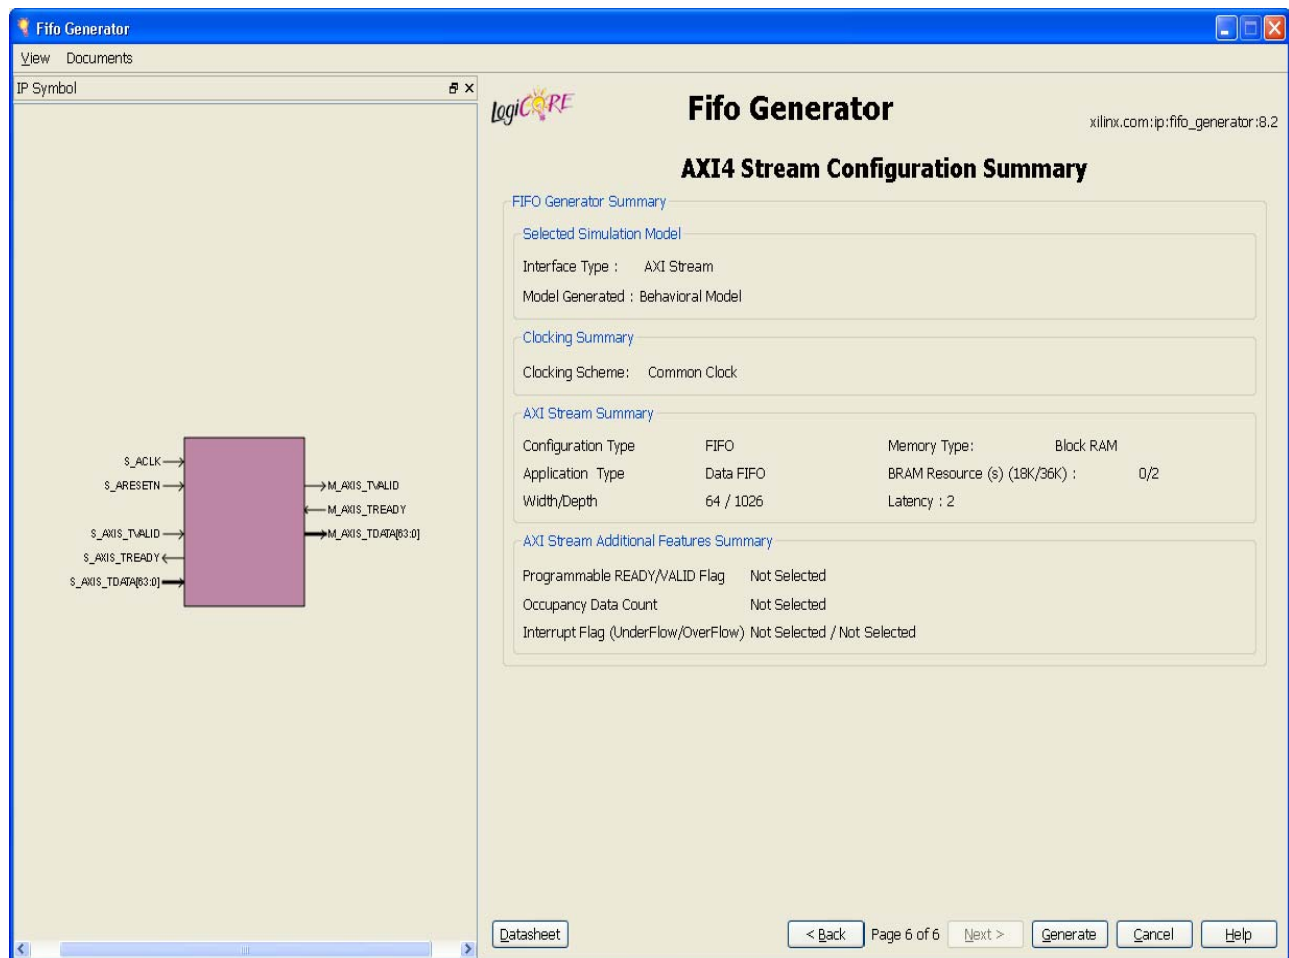 Fifo Generator
View Documents
IP Symbol
S_ACLK
S_ARESETN
M_AXIS_TVALID
M_AXIS_TREADY
S_AXIS_TVALID
M_AXIS_TDATA[63:0]
S_AXIS_TREADY
S_AXIS_TDATA[63:0]
LogiCORE
Fifo Generator
xilinx.com:ip:fifo_generator:8.2
AXI4 Stream Configuration Summary
FIFO Generator Summary
Selected Simulation Model
Interface Type : AXI Stream
Model Generated : Behavioral Model
Clocking Summary
Clocking Scheme: Common Clock
AXI Stream Summary
Configuration Type FIFO Memory Type: Block RAM
Application Type Data FIFO BRAM Resource (s) (18K/36K) : 0/2
Width/Depth 64 / 1026 Latency : 2
AXI Stream Additional Features Summary
Programmable READY/VALID Flag Not Selected
Occupancy Data Count Not Selected
Interrupt Flag (UnderFlow/OverFlow) Not Selected / Not Selected
Datasheet < Back Page 6 of 6 Next > Generate Cancel Help